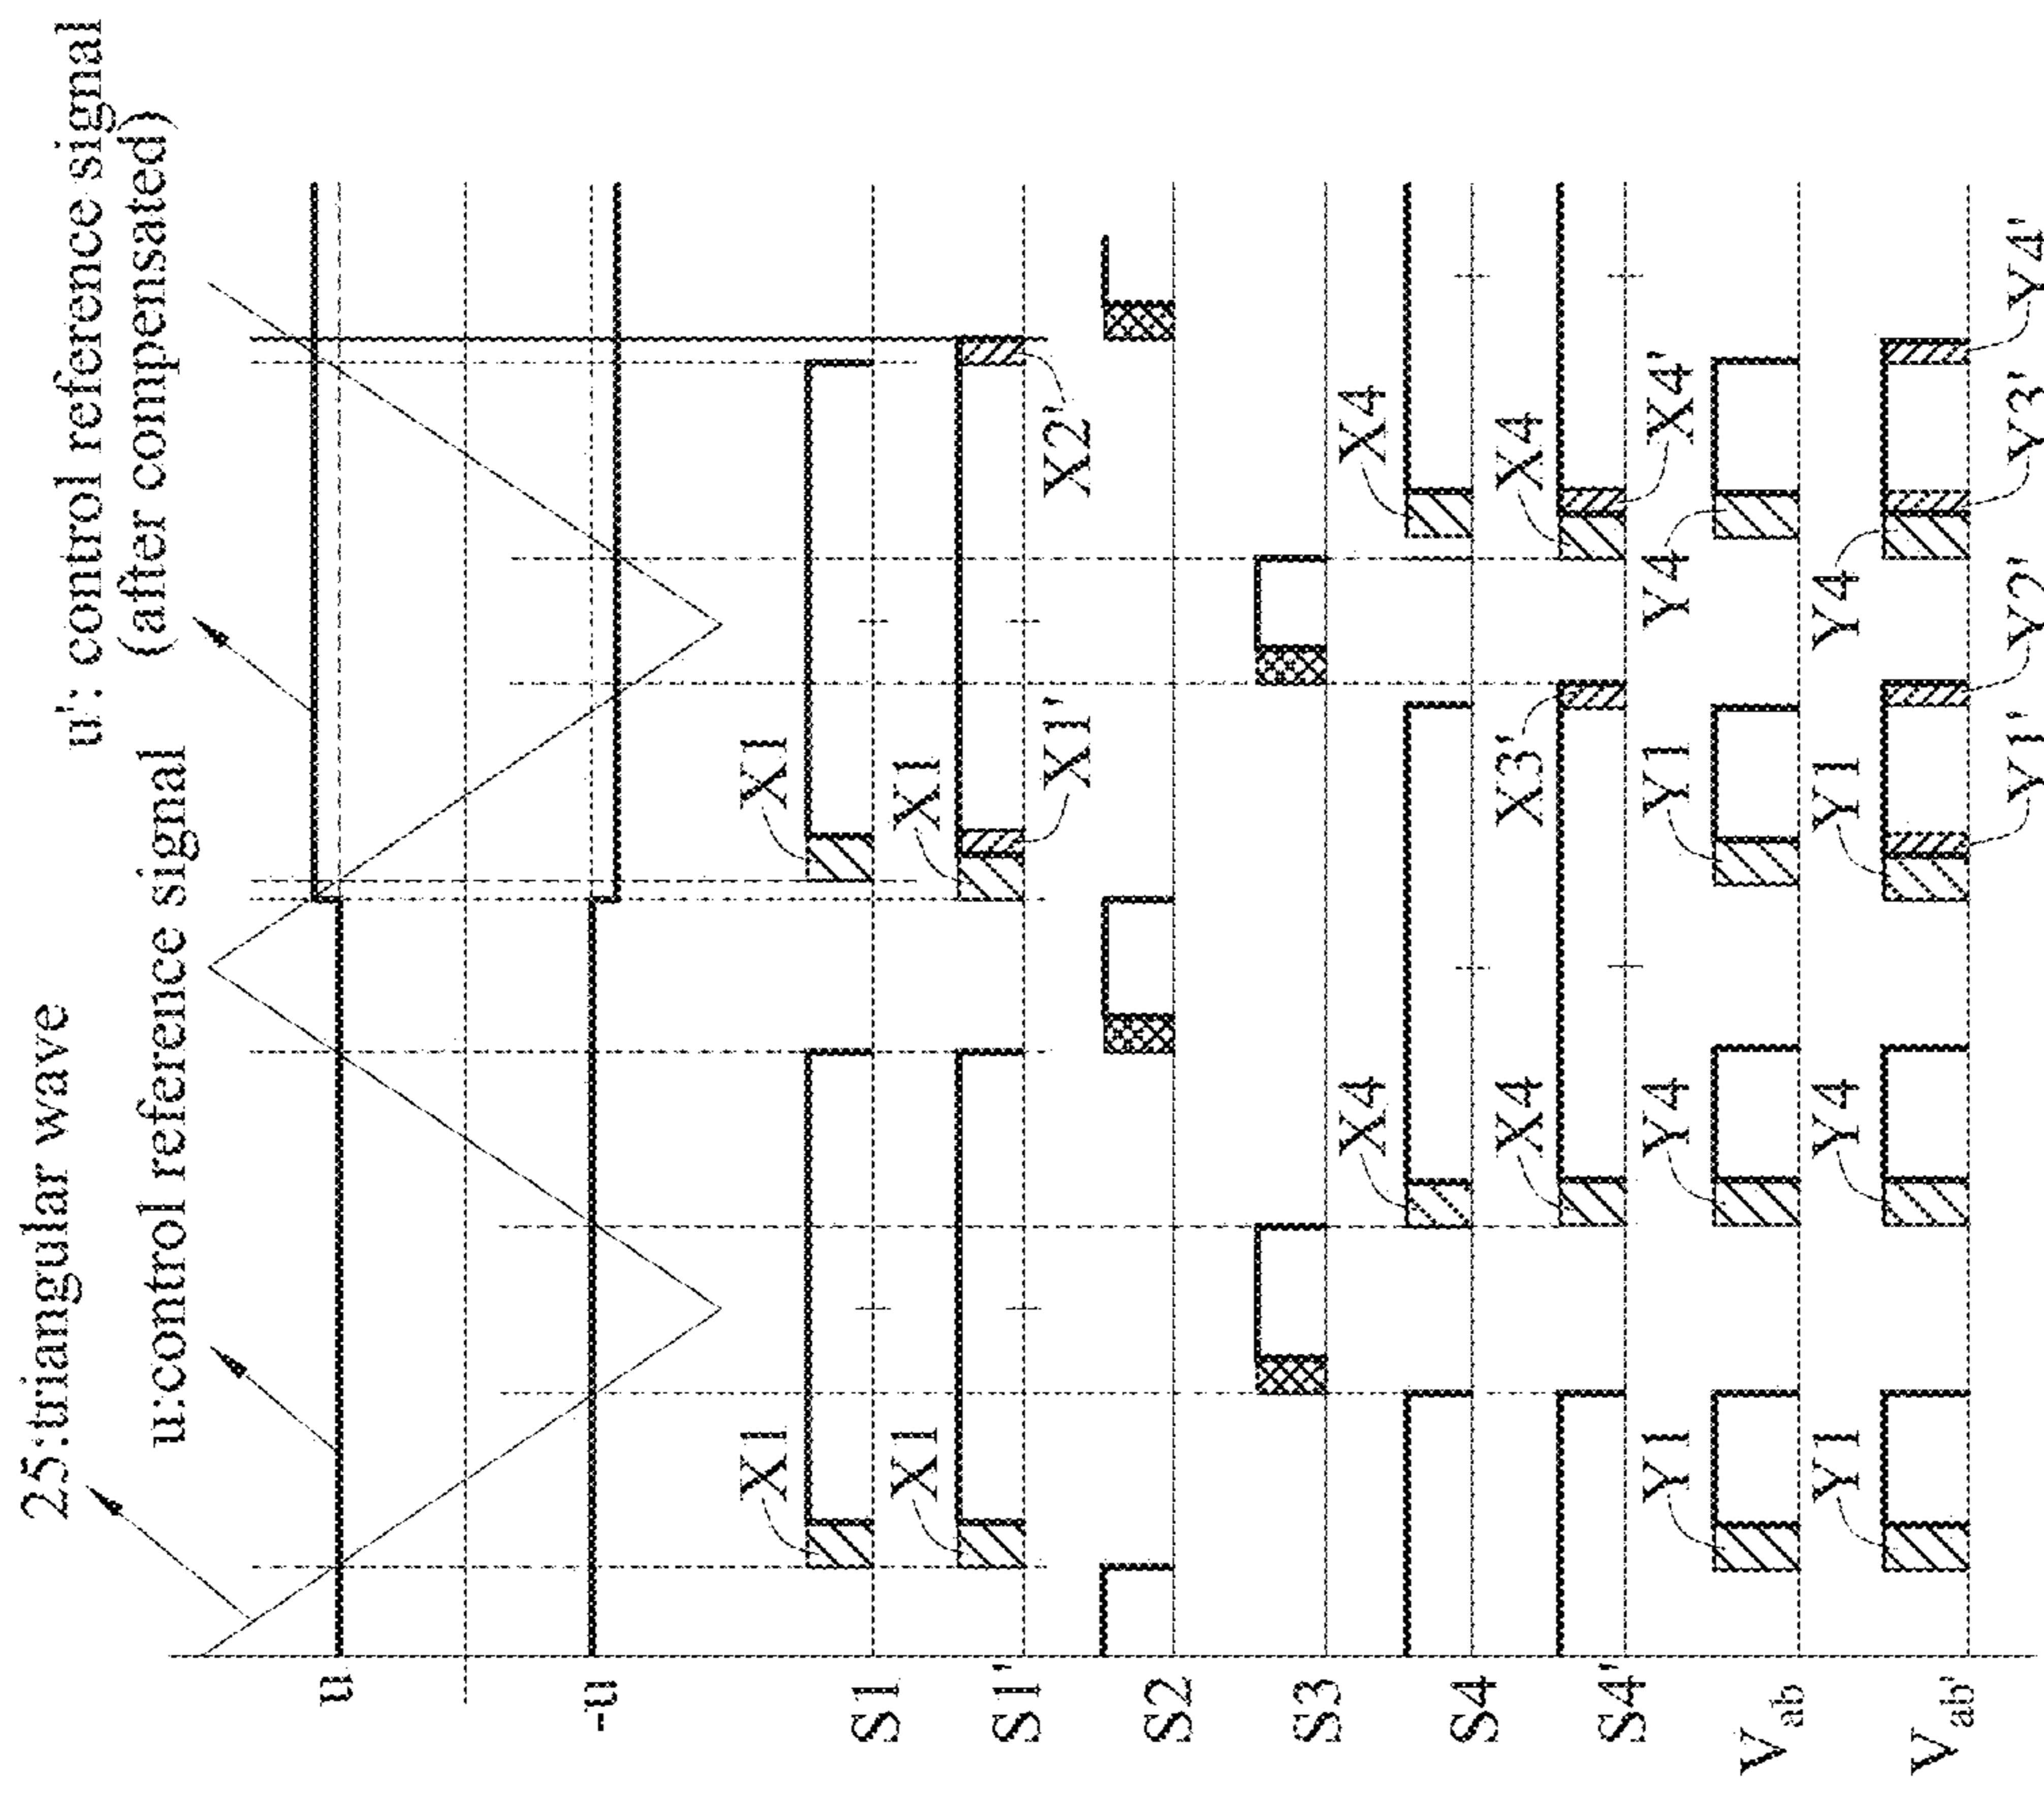 25:triangular wave
u:control reference signal
u': control reference signal
(after compensated)
u
-u
S1
X1
X1
S1'
X1
X1
X1'
X2'
S2
S3
S4
X4
X4
S4'
X4
X3'
X4
X4'
Vab
Y1
Y4
Y1
Y4
Vab'
Y1
Y4
Y1
Y4
Y1'
Y2'
Y3'
Y4'